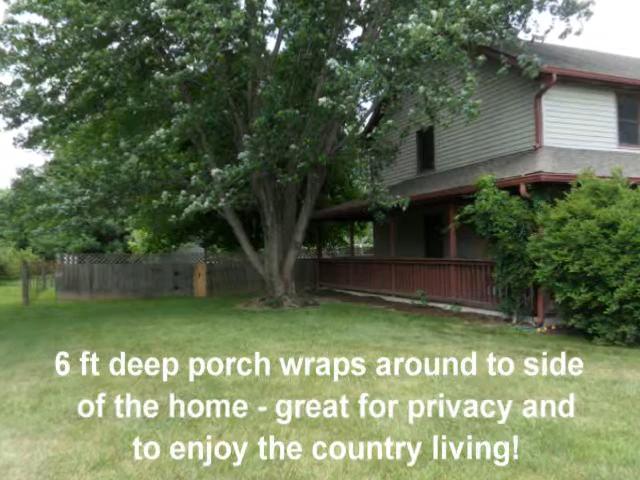 6 ft deep porch wraps around to side
of the home - great for privacy and
to enjoy the country living!